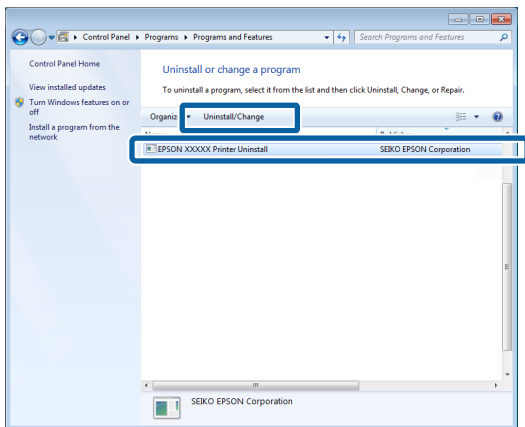 Control Panel ▸ Programs ▸ Programs and Features
Search Programs and Features
Control Panel Home
View installed updates
Turn Windows features on or
off
Install a program from the
network
Uninstall or change a program
To uninstall a program, select it from the list and then click Uninstall, Change, or Repair.
Uninstall/Change
EPSON XXXXX Printer Uninstall SEIKO EPSON Corporation
SEIKO EPSON Corporation